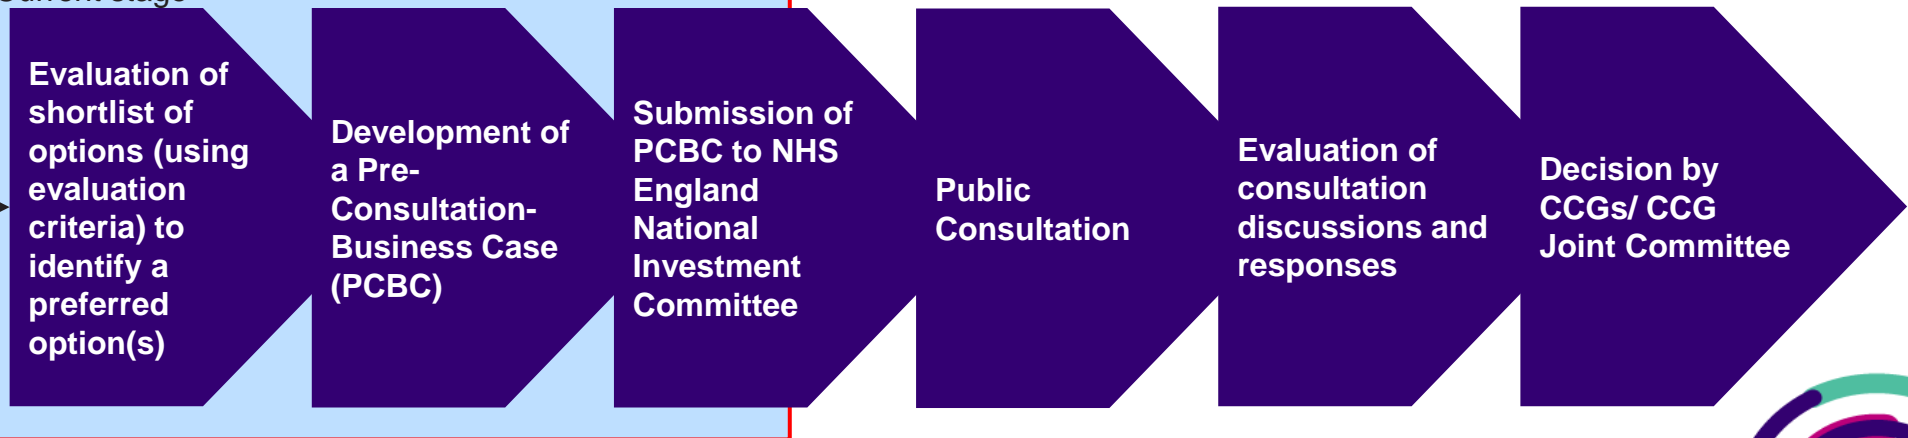 Current stage
Evaluation of
shortlist of
options (using
evaluation
criteria) to
identify a
preferred
option(s)
Development of
a Pre-
Consultation-
Business Case
(PCBC)
Submission of
PCBC to NHS
England
National
Investment
Committee
Public
Consultation
Evaluation of
consultation
discussions and
responses
Decision by
CCGs/ CCG
Joint Committee